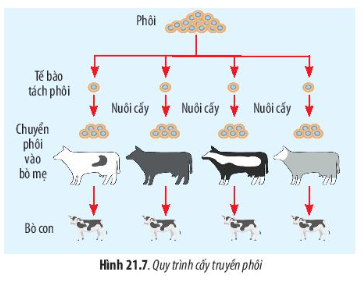 Phôi
Tế bào
tách phôi
Nuôi cấy Nuôi cấy Nuôi cấy
Chuyển
phôi
vào
bò mẹ
Bò con
Hình 21.7. Quy trình cấy truyền phôi